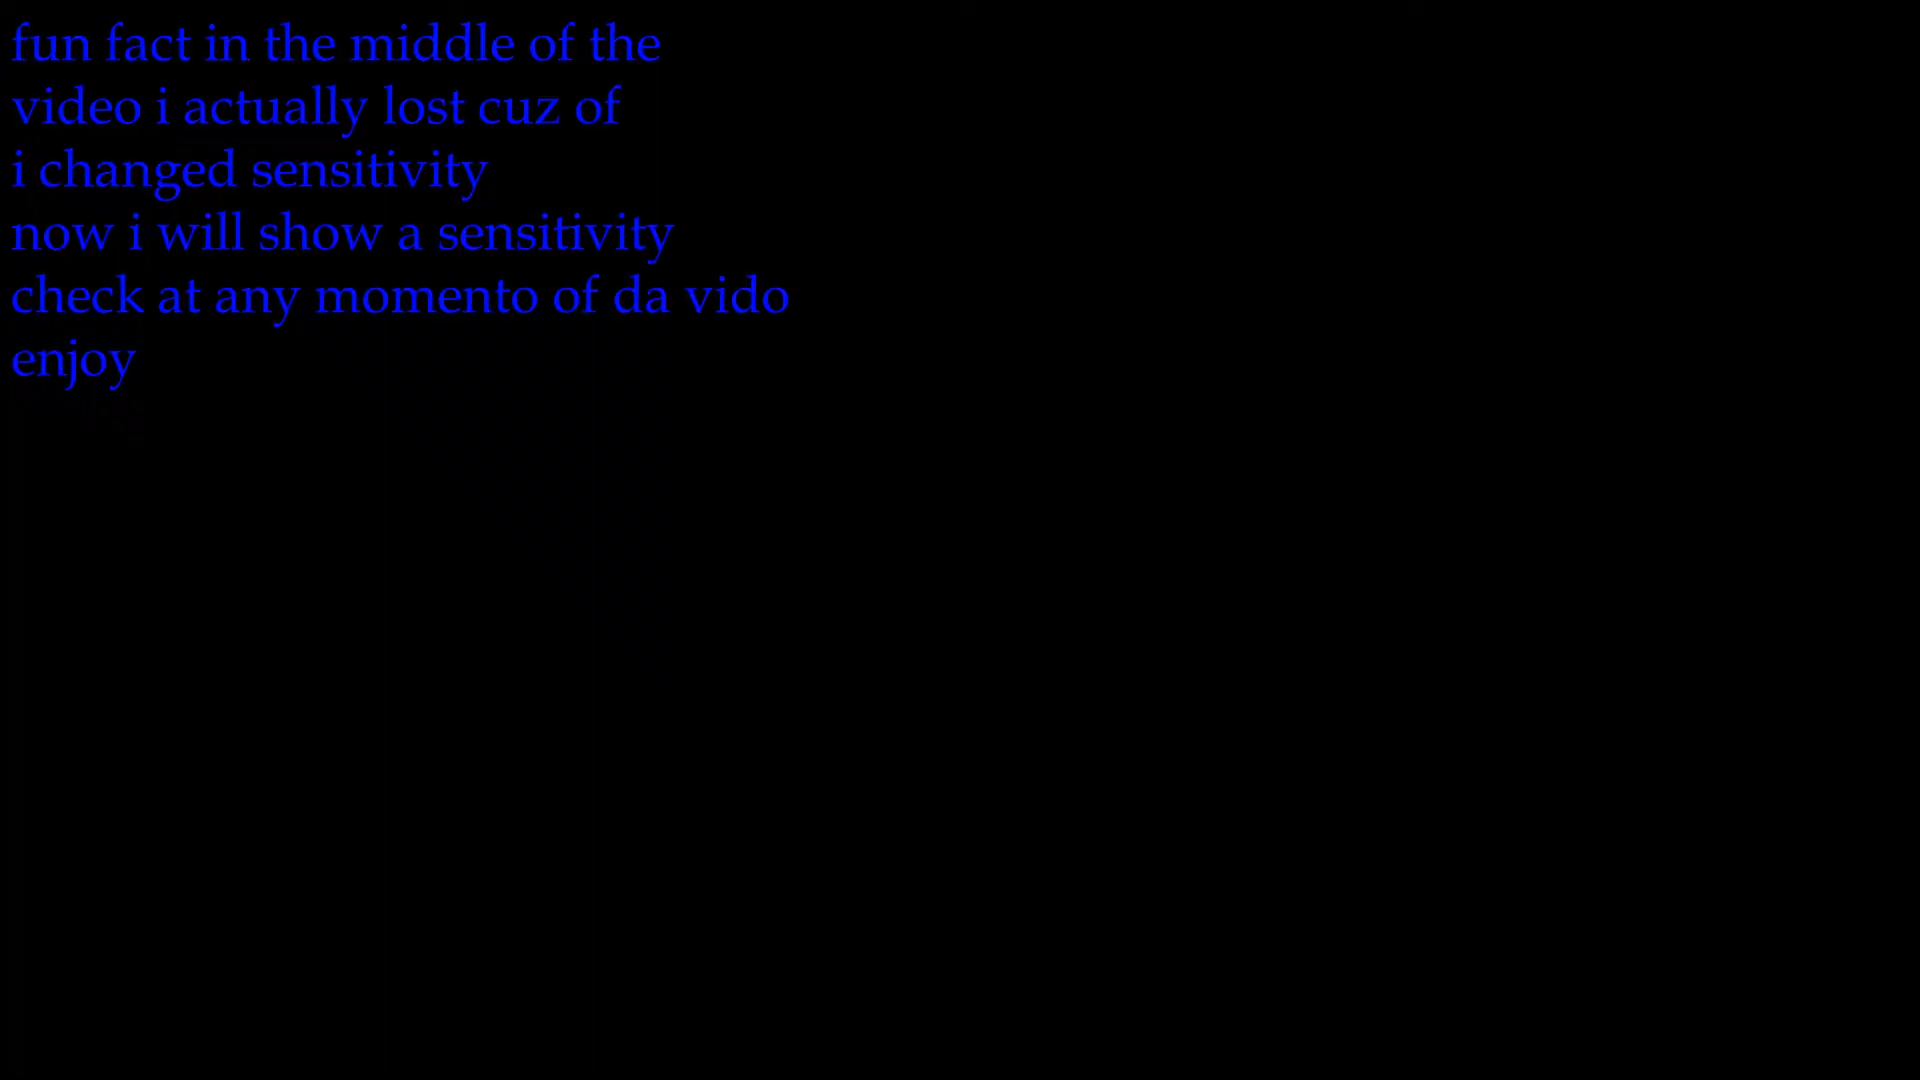 fun fact in the middle of the
video i actually lost cuz of
i changed sensitivity
now i will show a sensitivity
check at any momento of da vido
enjoy